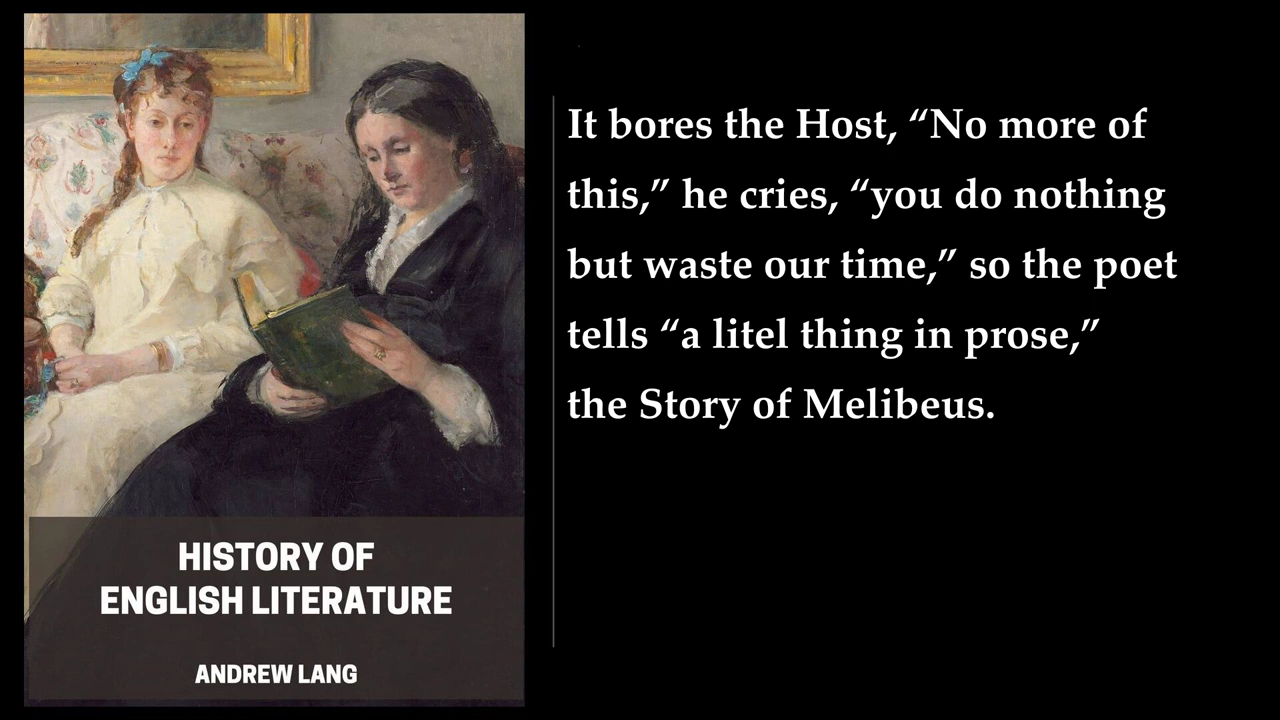 It bores the Host, “No more of
this,” he cries, “you do nothing
but waste our time,” so the poet
tells “a litel thing in prose,”
the Story of Melibeus.
HISTORY OF
ENGLISH LITERATURE
ANDREW LANG